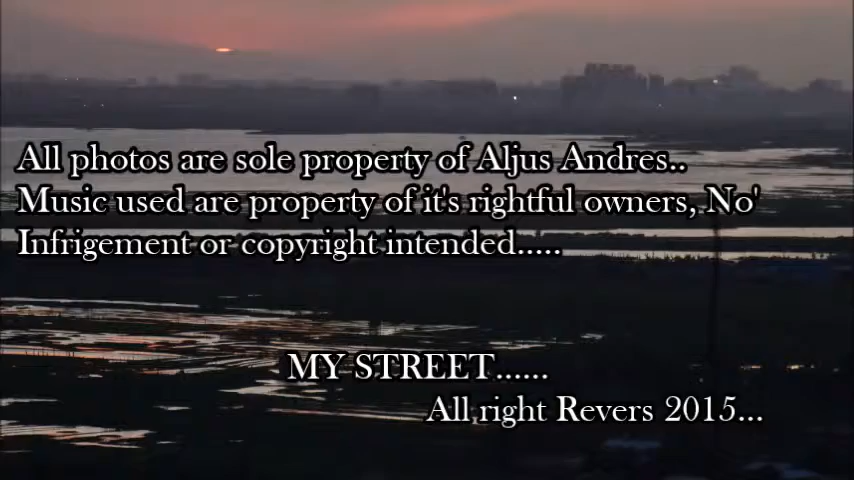 All photos are sole property of Aljus Andres..
Music used are property of it's rightful owners, No'
Infrigement or copyright intended.....
MY STREET......
All right Revers 2015...